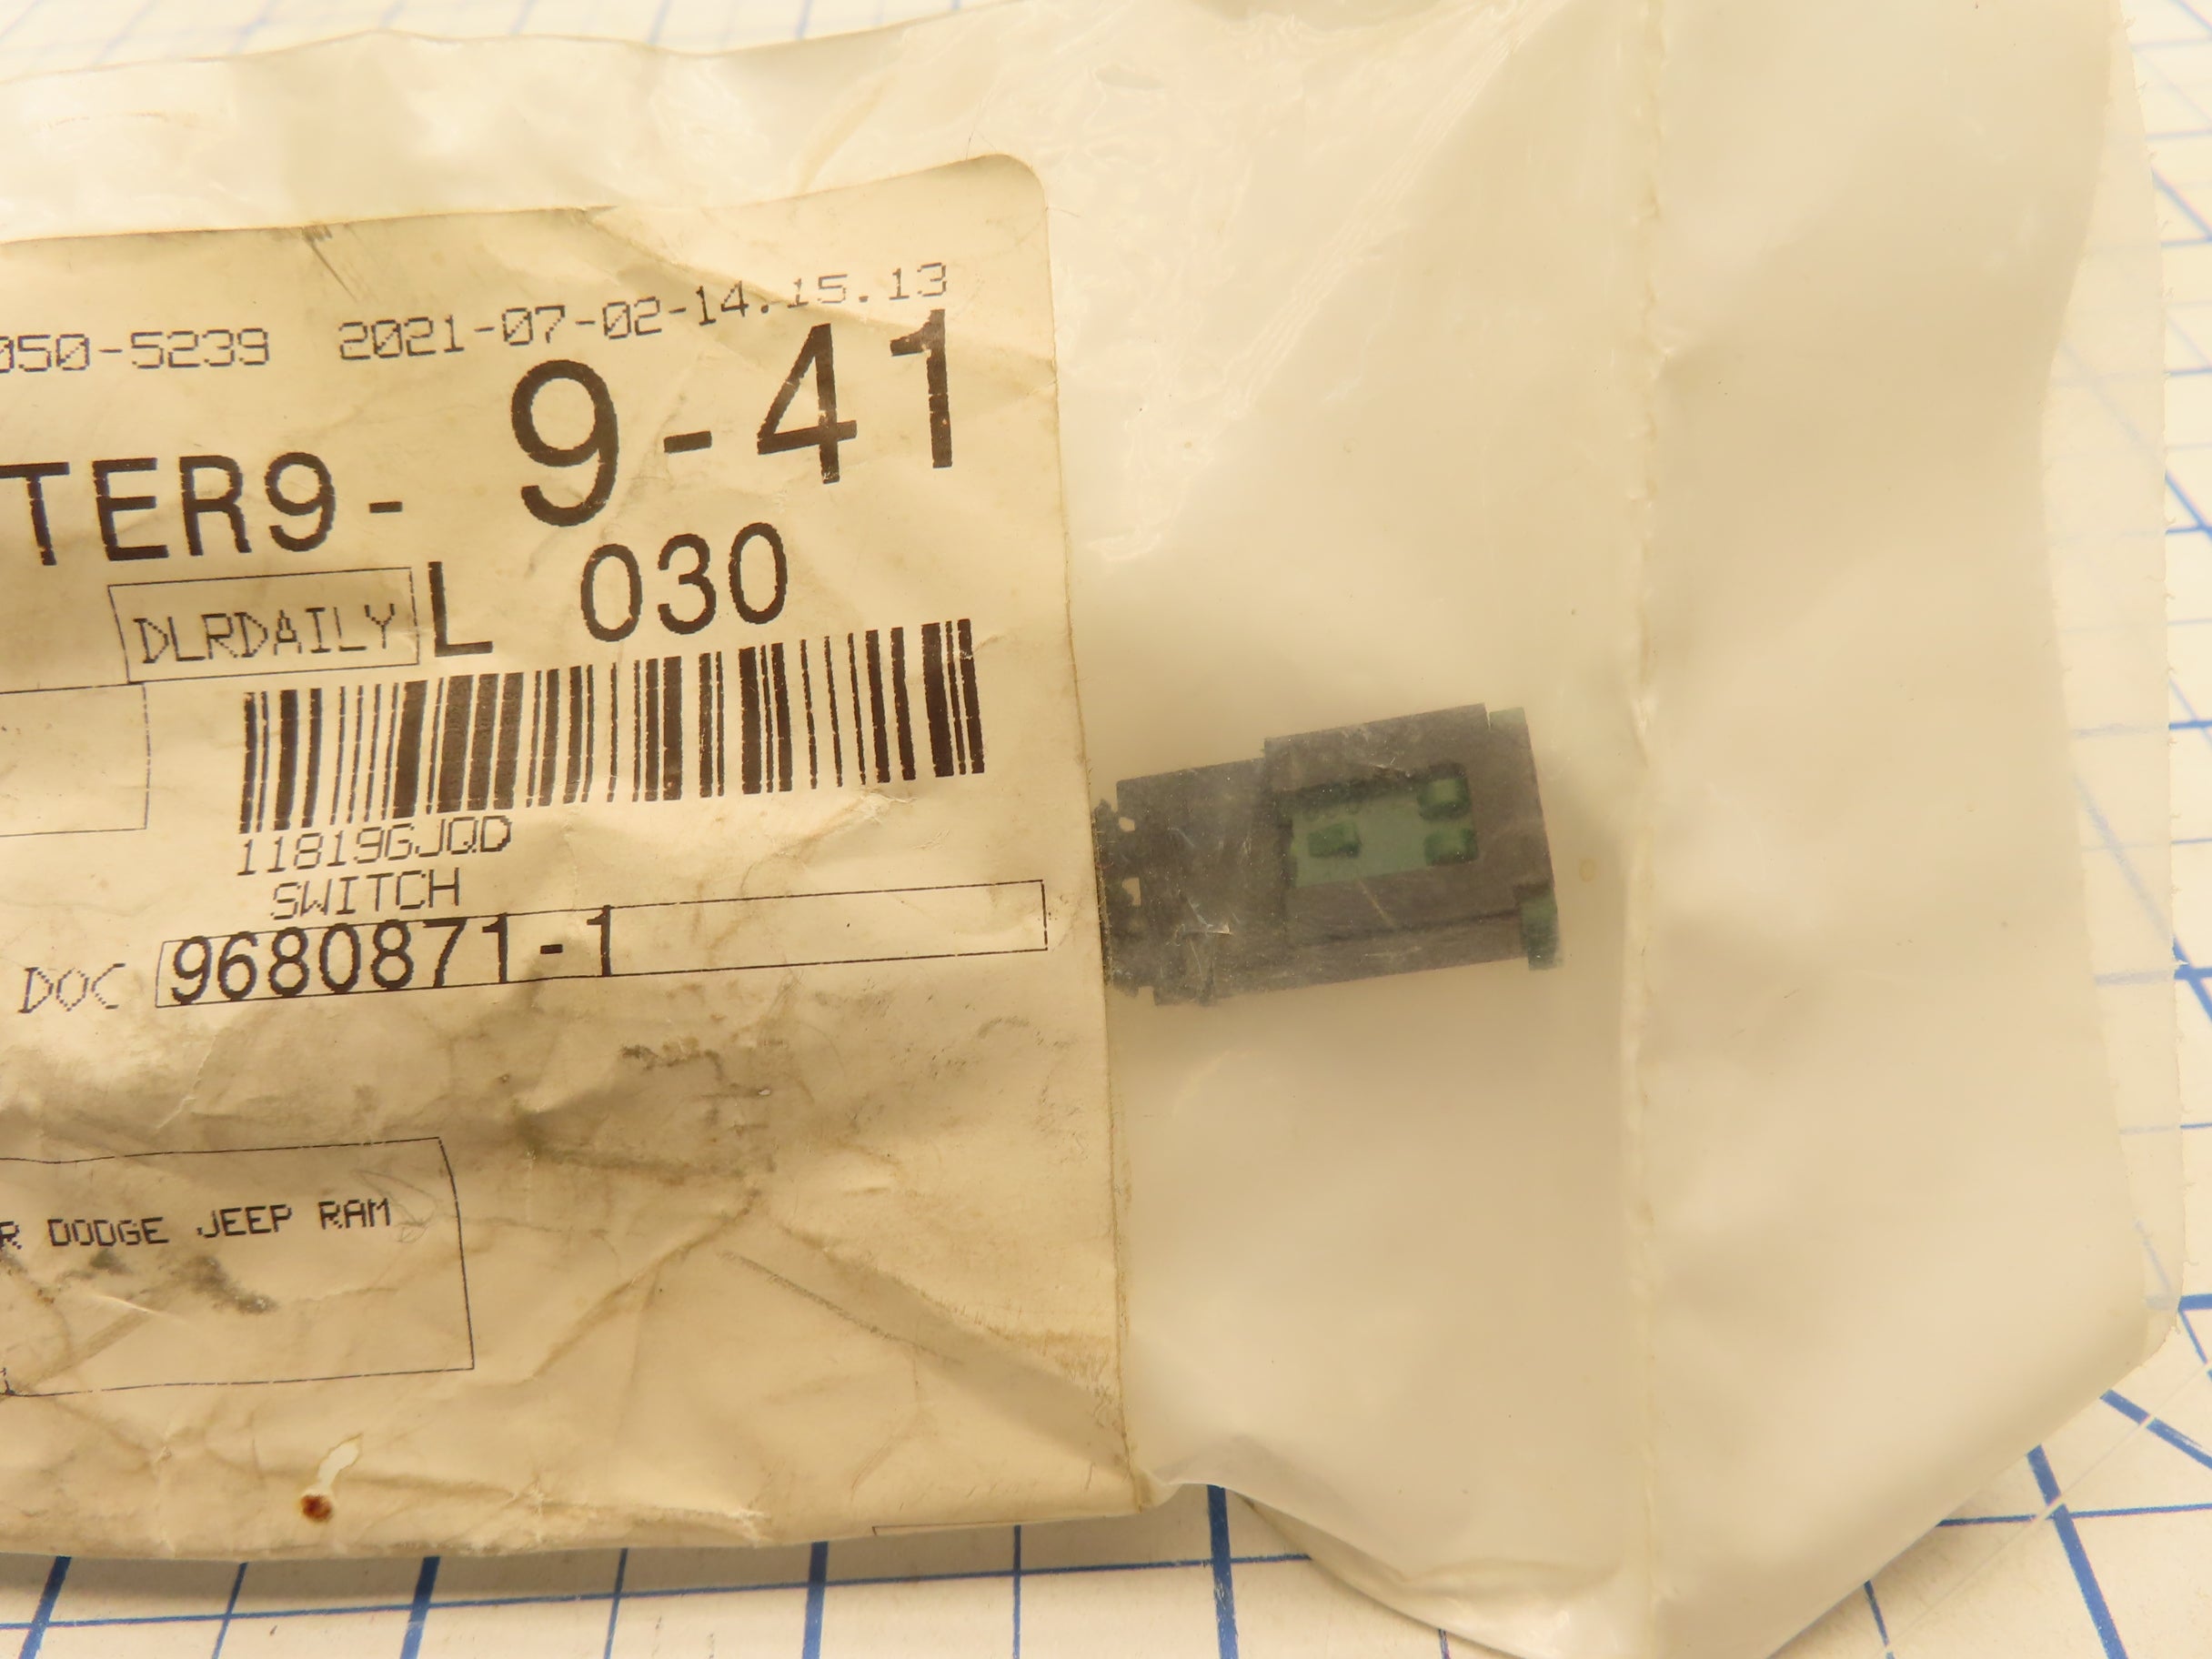 050-5239 2021-07-02-14.15.13
TER9- 9-41
DLRDAILY L 030
11819GJQD
SWITCH
DOC 9680871-1
R DODGE JEEP RAM